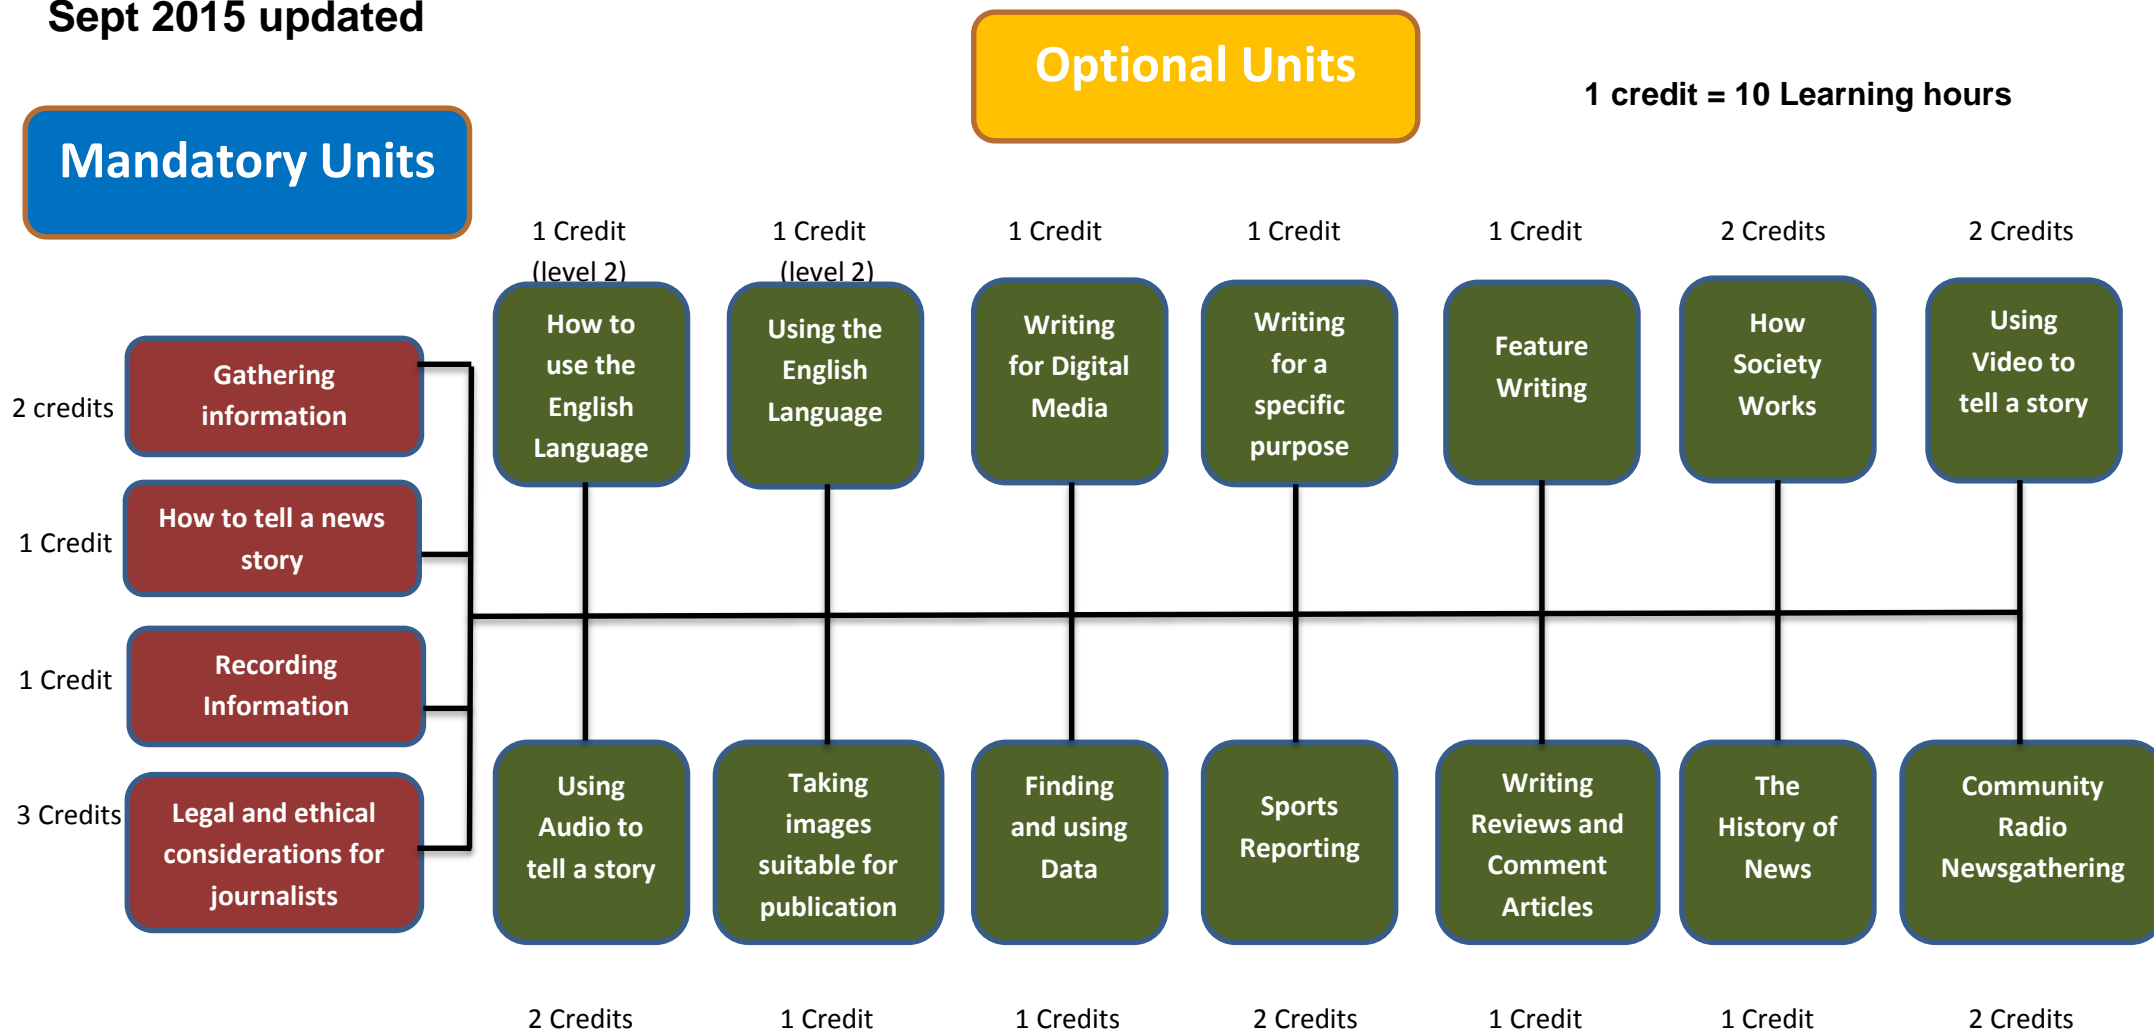 Sept 2015 updated
Optional Units
1 credit = 10 Learning hours
Mandatory Units
1 Credit
(level 2)
1 Credit
(level 2)
1 Credit
1 Credit
1 Credit
2 Credits
2 Credits
How to
use the
English
Language
Using the
English
Language
Writing
for Digital
Media
Writing
for a
specific
purpose
Feature
Writing
How
Society
Works
Using
Video to
tell a story
2 credits
Gathering
information
1 Credit
How to tell a news
story
1 Credit
Recording
Information
3 Credits
Legal and ethical
considerations for
journalists
Using
Audio to
tell a story
Taking
images
suitable for
publication
Finding
and using
Data
Sports
Reporting
Writing
Reviews and
Comment
Articles
The
History of
News
Community
Radio
Newsgathering
2 Credits
1 Credit
1 Credits
2 Credits
1 Credit
1 Credit
2 Credits